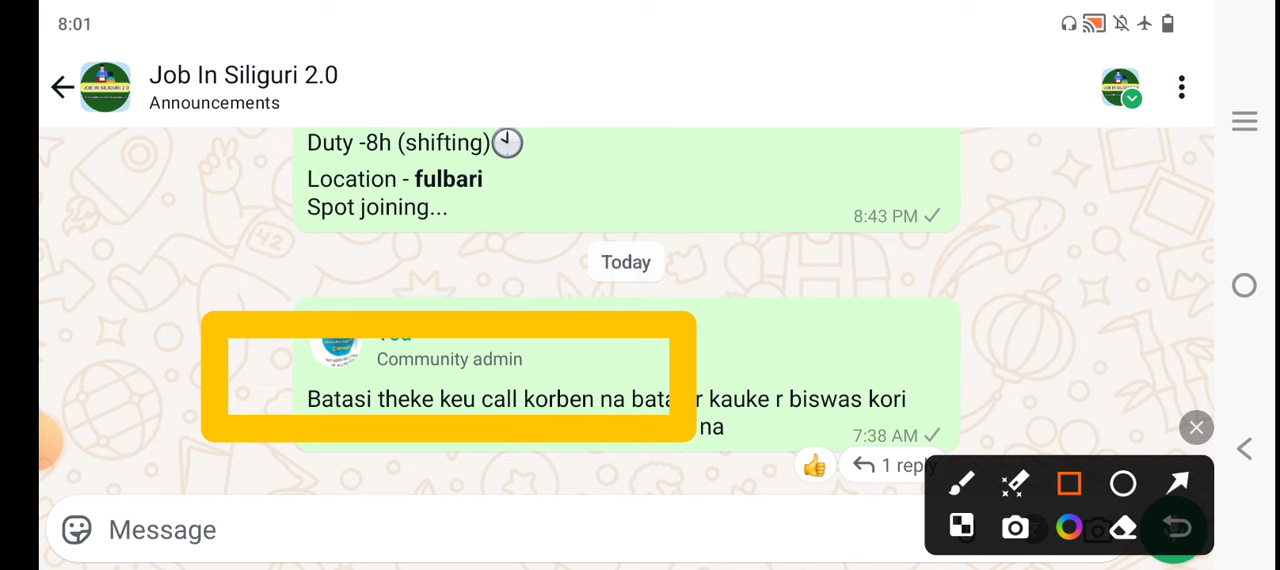 8:01
Job In Siliguri 2.0
Announcements
Duty -8h (shifting)
Location - fulbari
Spot joining...
8:43 PM
Today
Community admin
Batasi theke keu call korben na kauke r biswas kori
na
7:38 AM
1 reply
Message